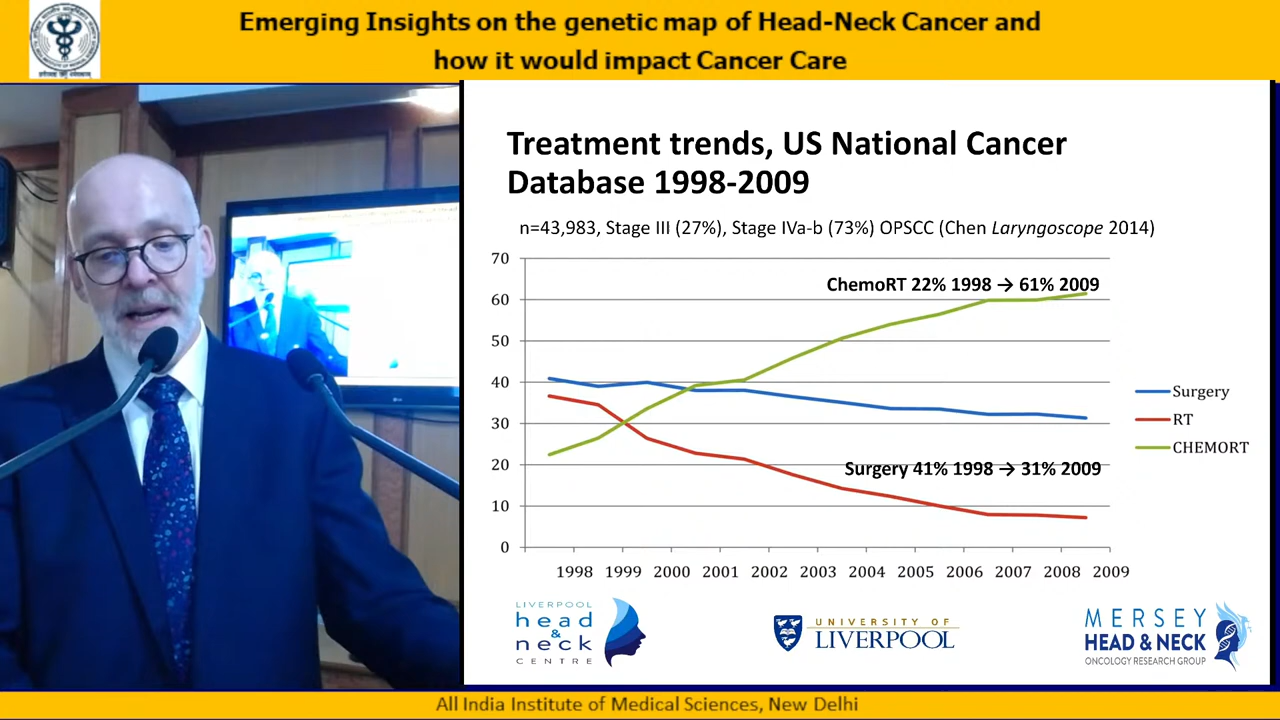 Emerging Insights on the genetic map of Head-Neck Cancer and
how it would impact Cancer Care
Treatment trends, US National Cancer
Database 1998-2009
n=43,983, Stage III (27%), Stage IVa-b (73%) OPSCC (Chen Laryngoscope 2014)
70
60
50
40
30
20
10
0
ChemoRT 22% 1998 → 61% 2009
Surgery 41% 1998 → 31% 2009
Surgery
RT
CHEMORT
1998 1999 2000 2001 2002 2003 2004 2005 2006 2007 2008 2009
LIVERPOOL
head
&
neck
CENTRE
UNIVERSITY OF
LIVERPOOL
MERSEY
HEAD & NECK
ONCOLOGY RESEARCH GROUP
All India Institute of Medical Sciences, New Delhi